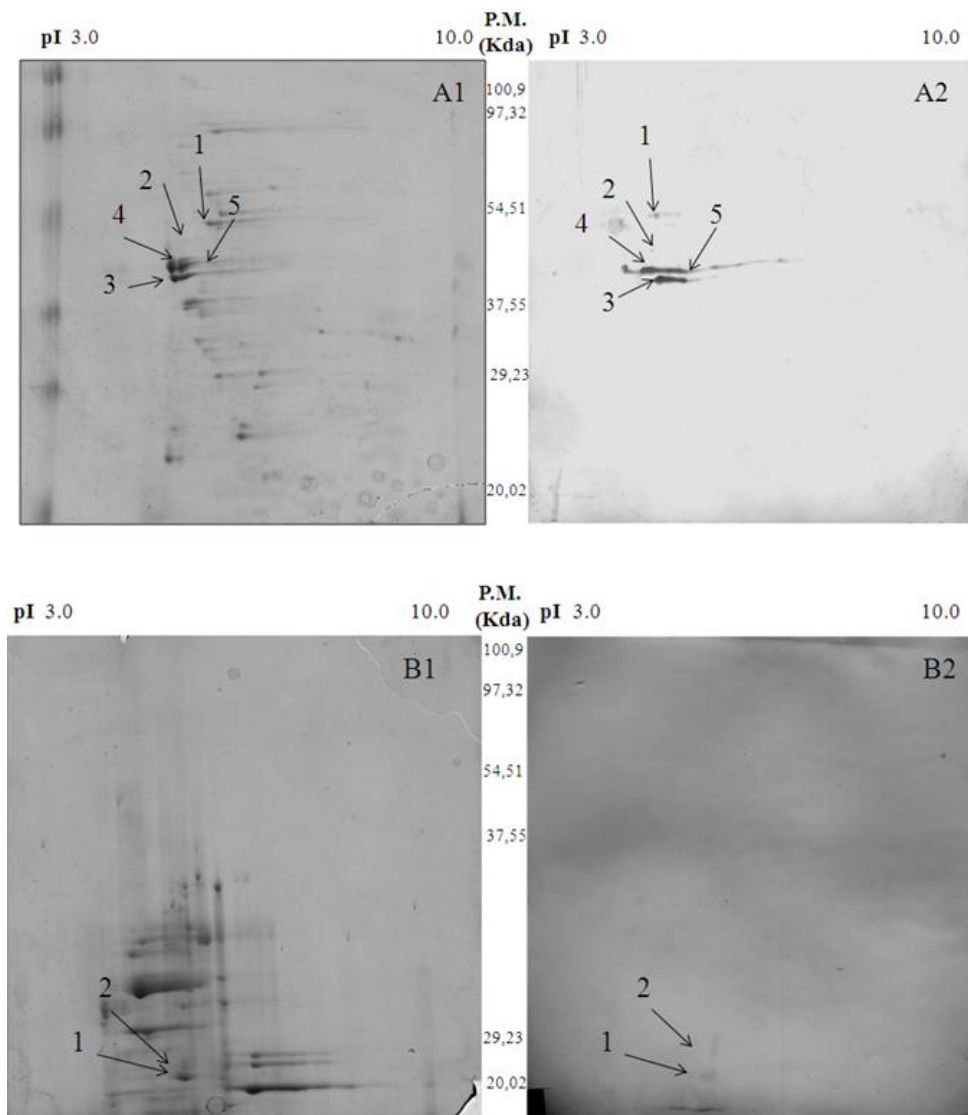 P.M.
pI 3.0 10.0 (Kda) pI 3.0 10.0
A1 100,9 A2
97,32
1 1
2 54,51 2
4 5 4 5
3 3
37,55
29,23
20,02
P.M.
pI 3.0 10.0 (Kda) pI 3.0 10.0
B1 100,9 B2
97,32
54,51
37,55
2 2
1 29,23 1
20,02